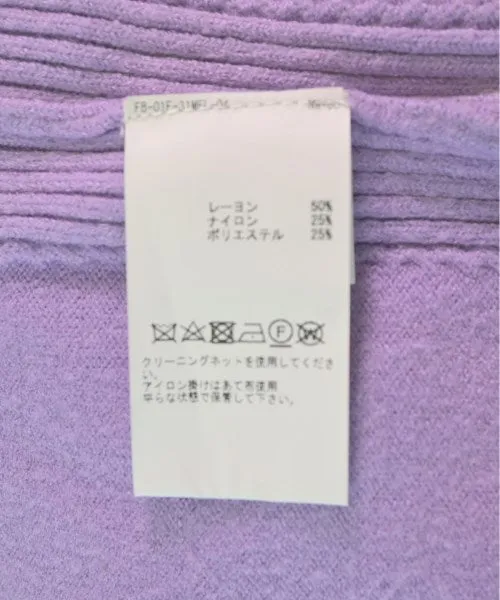 レーヨン 50%
ナイロン 25%
ポリエステル 25%
F
W
クリーニングネットを使用してくださ
い。
アイロン掛けはあて布使用
平らな状態で保管して下さい。